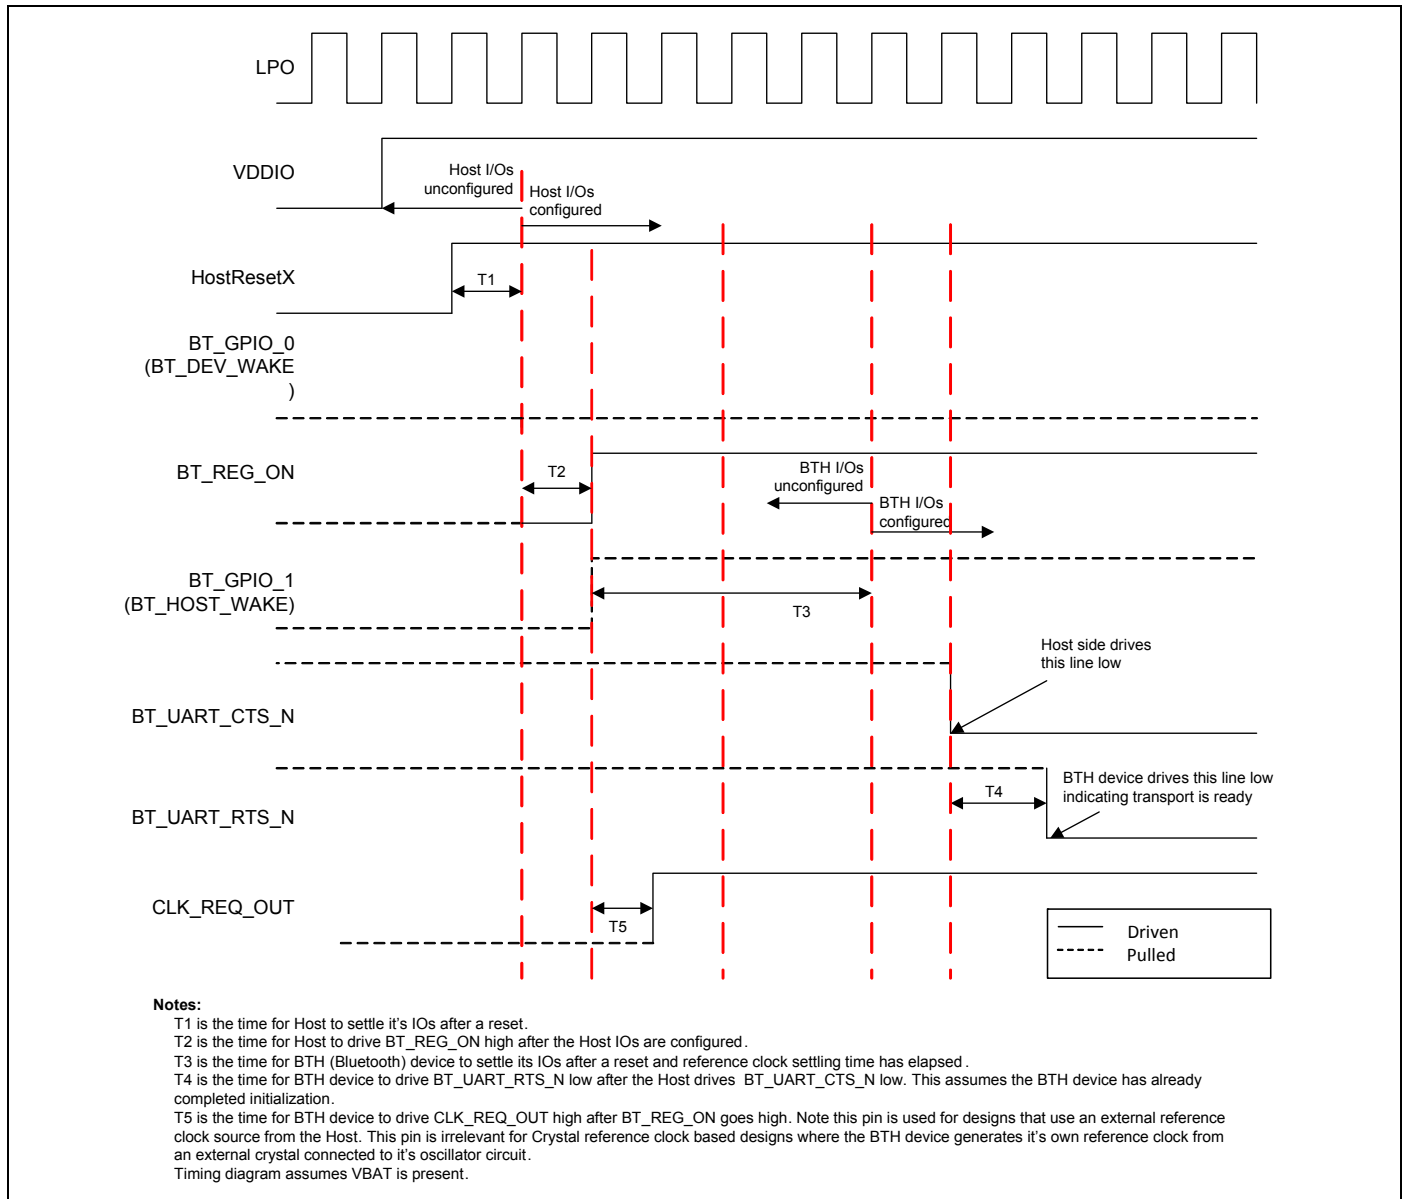 LPO
VDDIO
Host I/Os
unconfigured
Host I/Os
configured
HostResetX
T1
BT_GPIO_0
(BT_DEV_WAKE
)
BT_REG_ON
T2
BTH I/Os
unconfigured
BTH I/Os
configured
BT_GPIO_1
(BT_HOST_WAKE)
T3
Host side drives
this line low
BT_UART_CTS_N
BTH device drives this line low
indicating transport is ready
T4
BT_UART_RTS_N
CLK_REQ_OUT
T5
Driven
Pulled
Notes:
T1 is the time for Host to settle it's IOs after a reset.
T2 is the time for Host to drive BT_REG_ON high after the Host IOs are configured.
T3 is the time for BTH (Bluetooth) device to settle its IOs after a reset and reference clock settling time has elapsed.
T4 is the time for BTH device to drive BT_UART_RTS_N low after the Host drives BT_UART_CTS_N low. This assumes the BTH device has already
completed initialization.
T5 is the time for BTH device to drive CLK_REQ_OUT high after BT_REG_ON goes high. Note this pin is used for designs that use an external reference
clock source from the Host. This pin is irrelevant for Crystal reference clock based designs where the BTH device generates it's own reference clock from
an external crystal connected to it's oscillator circuit.
Timing diagram assumes VBAT is present.